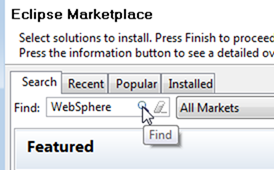 Eclipse Marketplace
Select solutions to install. Press Finish to proceed
Press the information button to see a detailed ov
Search Recent Popular Installed
Find: WebSphere All Markets
Find
Featured